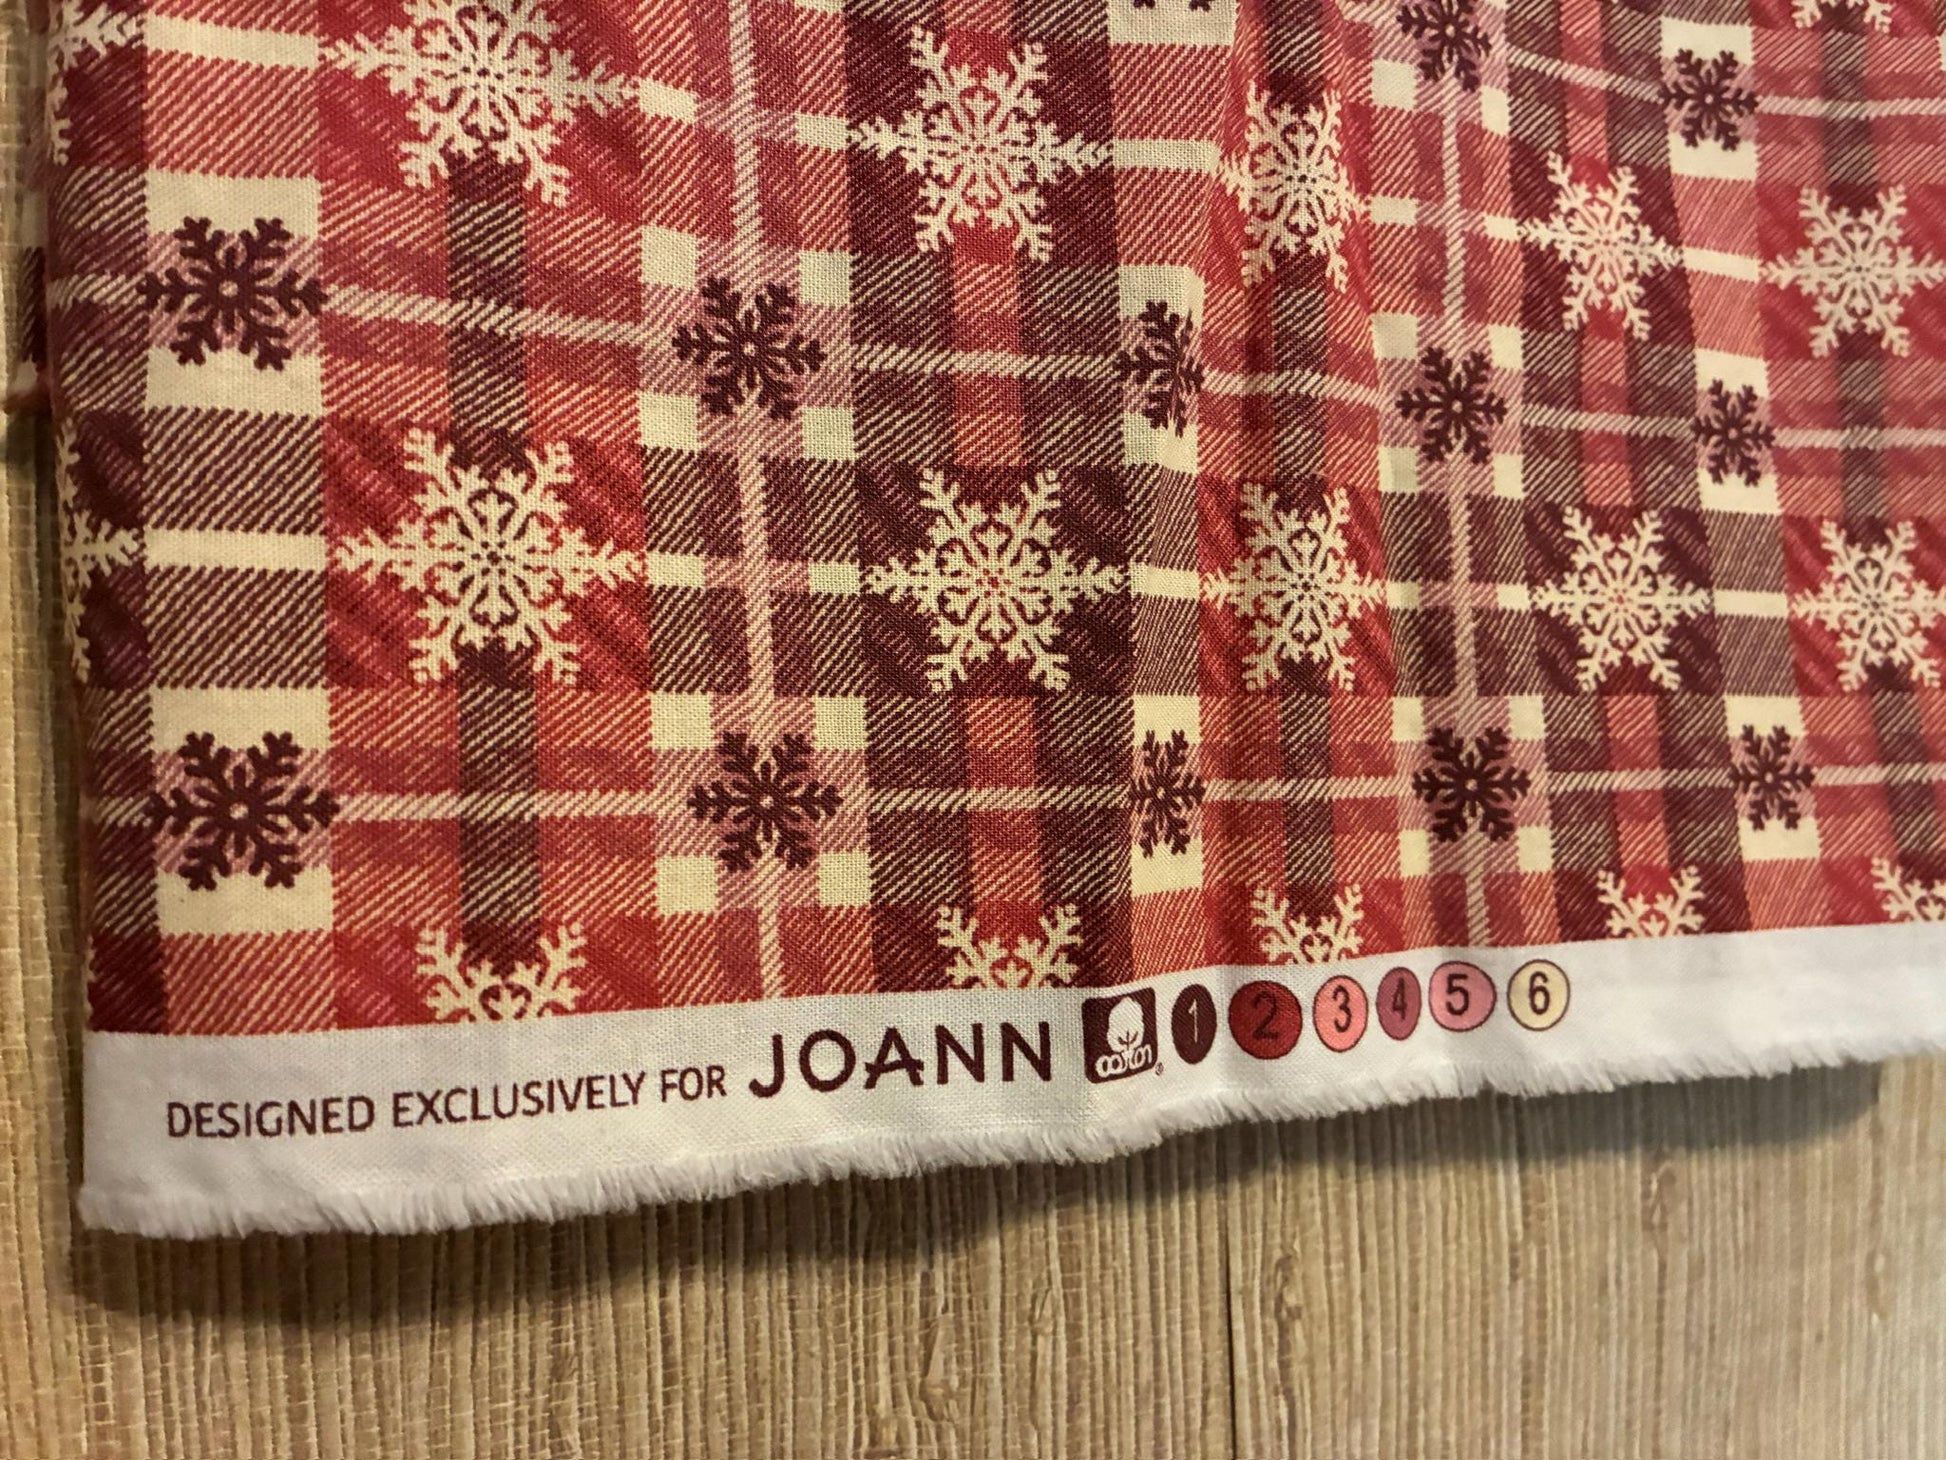 DESIGNED EXCLUSIVELY FOR JOANN cotton® 1 2 3 4 5 6